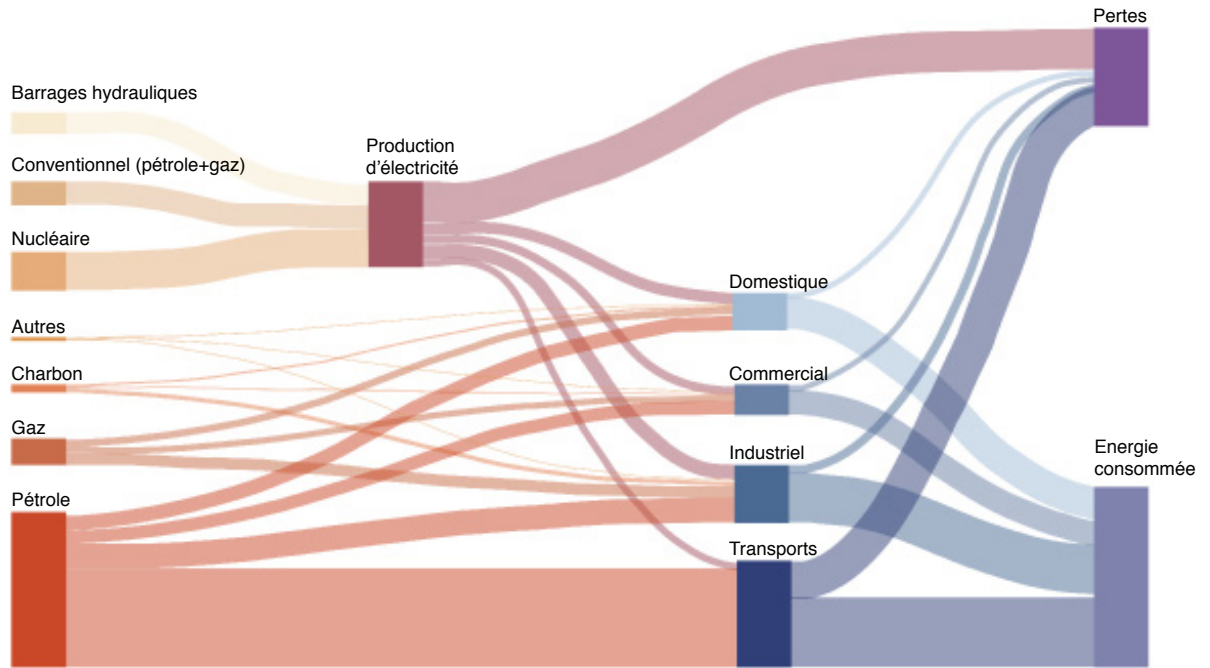 Pertes
Barrages hydrauliques
Production
d'électricité
Conventionnel (pétrole+gaz)
Nucléaire
Domestique
Autres
Charbon
Commercial
Gaz
Industriel
Energie
consommée
Pétrole
Transports